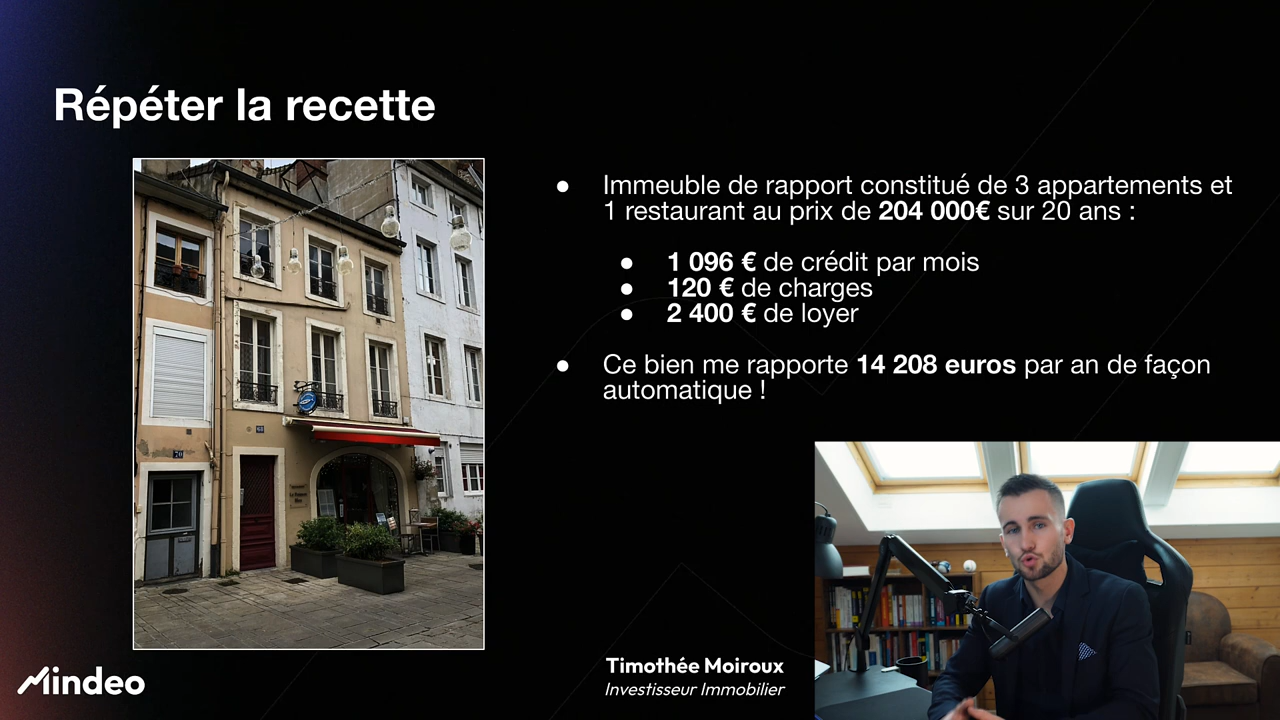 Répéter la recette
● Immeuble de rapport constitué de 3 appartements et
1 restaurant au prix de 204 000€ sur 20 ans :
● 1 096 € de crédit par mois
● 120 € de charges
● 2 400 € de loyer
● Ce bien me rapporte 14 208 euros par an de façon
automatique !
Timothée Moiroux
Investisseur Immobilier
Mindeo